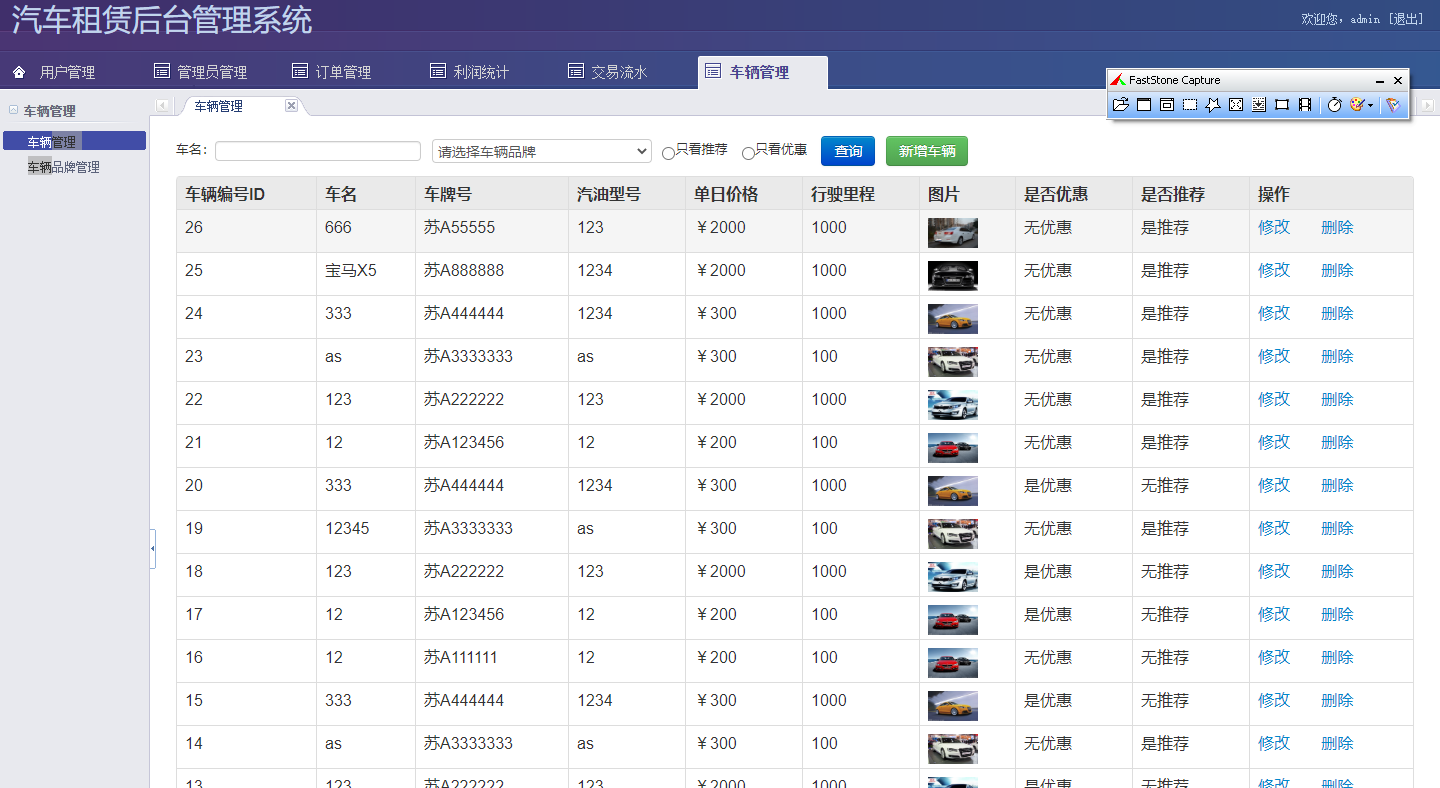 汽车租赁后台管理系统
欢迎您，admin [退出]
用户管理 管理员管理 订单管理 利润统计 交易流水 车辆管理
FastStone Capture
车辆管理
车辆管理
车辆管理
车辆品牌管理
车名： 请选择车辆品牌 只看推荐 只看优惠 查询 新增车辆
车辆编号ID 车名 车牌号 汽油型号 单日价格 行驶里程 图片 是否优惠 是否推荐 操作
26 666 苏A55555 123 ￥2000 1000 无优惠 是推荐 修改 删除
25 宝马X5 苏A888888 1234 ￥2000 1000 无优惠 是推荐 修改 删除
24 333 苏A444444 1234 ￥300 1000 无优惠 是推荐 修改 删除
23 as 苏A3333333 as ￥300 100 无优惠 是推荐 修改 删除
22 123 苏A222222 123 ￥2000 1000 无优惠 是推荐 修改 删除
21 12 苏A123456 12 ￥200 100 无优惠 是推荐 修改 删除
20 333 苏A444444 1234 ￥300 1000 是优惠 无推荐 修改 删除
19 12345 苏A3333333 as ￥300 100 无优惠 是推荐 修改 删除
18 123 苏A222222 123 ￥2000 1000 是优惠 无推荐 修改 删除
17 12 苏A123456 12 ￥200 100 是优惠 无推荐 修改 删除
16 12 苏A111111 12 ￥200 100 无优惠 无推荐 修改 删除
15 333 苏A444444 1234 ￥300 1000 是优惠 无推荐 修改 删除
14 as 苏A3333333 as ￥300 100 无优惠 是推荐 修改 删除
13 123 苏A222222 123 ￥2000 1000 是优惠 无推荐 修改 删除